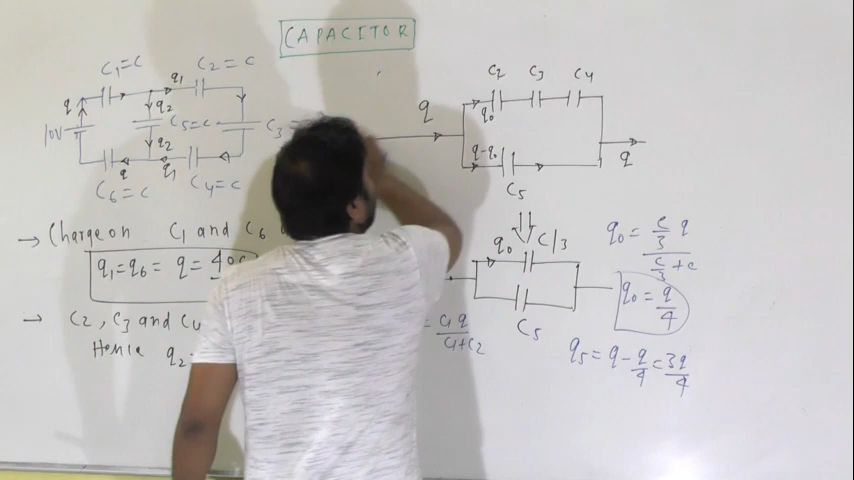 CAPACITOR
C₁=C
C₂=C
q
q₁
q₂
10V
C₅=C
C₃
q₂
q
q₁
C₆=C
C₄=C
→ Charge on C₁ and C₆
q₁=q₆= q=
→ C₂, C₃ and C₄
Hence q₂
q
C₂ C₃ C₄
q₀
q-q₀
q
C₅
q₀ C/3
C₅
= C₁q/C₁+C₂
q₀ = C/3 q / C/3 + C
q₀ = q/4
q₅ = q - q/4 = 3q/4